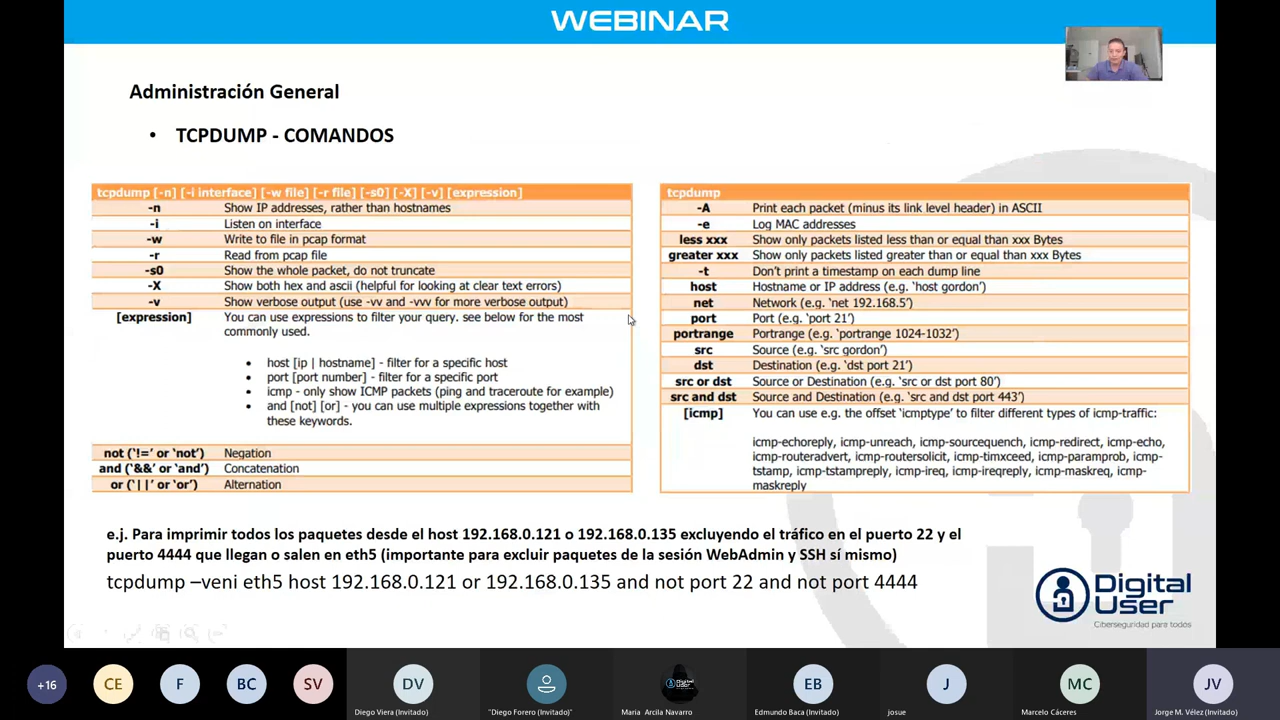 WEBINAR
Administración General
• TCPDUMP - COMANDOS
tcpdump [-n] [-i interface] [-w file] [-r file] [-s0] [-X] [-v] [expression]
-n Show IP addresses, rather than hostnames
-i Listen on interface
-w Write to file in pcap format
-r Read from pcap file
-s0 Show the whole packet, do not truncate
-X Show both hex and ascii (helpful for looking at clear text errors)
-v Show verbose output (use -vv and -vvv for more verbose output)
[expression] You can use expressions to filter your query. see below for the most
commonly used.
• host [ip | hostname] - filter for a specific host
• port [port number] - filter for a specific port
• icmp - only show ICMP packets (ping and traceroute for example)
• and [not] [or] - you can use multiple expressions together with
these keywords.
not ('!=' or 'not') Negation
and ('&&' or 'and') Concatenation
or ('||' or 'or') Alternation
tcpdump
-A Print each packet (minus its link level header) in ASCII
-e Log MAC addresses
less xxx Show only packets listed less than or equal than xxx Bytes
greater xxx Show only packets listed greater than or equal than xxx Bytes
-t Don't print a timestamp on each dump line
host Hostname or IP address (e.g. 'host gordon')
net Network (e.g. 'net 192.168.5')
port Port (e.g. 'port 21')
portrange Portrange (e.g. 'portrange 1024-1032')
src Source (e.g. 'src gordon')
dst Destination (e.g. 'dst port 21')
src or dst Source or Destination (e.g. 'src or dst port 80')
src and dst Source and Destination (e.g. 'src and dst port 443')
[icmp] You can use e.g. the offset 'icmptype' to filter different types of icmp-traffic:
icmp-echoreply, icmp-unreach, icmp-sourcequench, icmp-redirect, icmp-echo,
icmp-routeradvert, icmp-routersolicit, icmp-timxceed, icmp-paramprob, icmp-
tstamp, icmp-tstampreply, icmp-ireq, icmp-ireqreply, icmp-maskreq, icmp-
maskreply
e.j. Para imprimir todos los paquetes desde el host 192.168.0.121 o 192.168.0.135 excluyendo el tráfico en el puerto 22 y el
puerto 4444 que llegan o salen en eth5 (importante para excluir paquetes de la sesión WebAdmin y SSH sí mismo)
tcpdump –veni eth5 host 192.168.0.121 or 192.168.0.135 and not port 22 and not port 4444
Digital
User
Ciberseguridad para todos
+16
CE
F
BC
SV
DV
EB
J
MC
JV
Diego Viera (Invitado)
"Diego Forero (Invitado)"
Maria Arcila Navarro
Edmundo Baca (Invitado)
josue
Marcelo Cáceres
Jorge M. Vélez (Invitado)